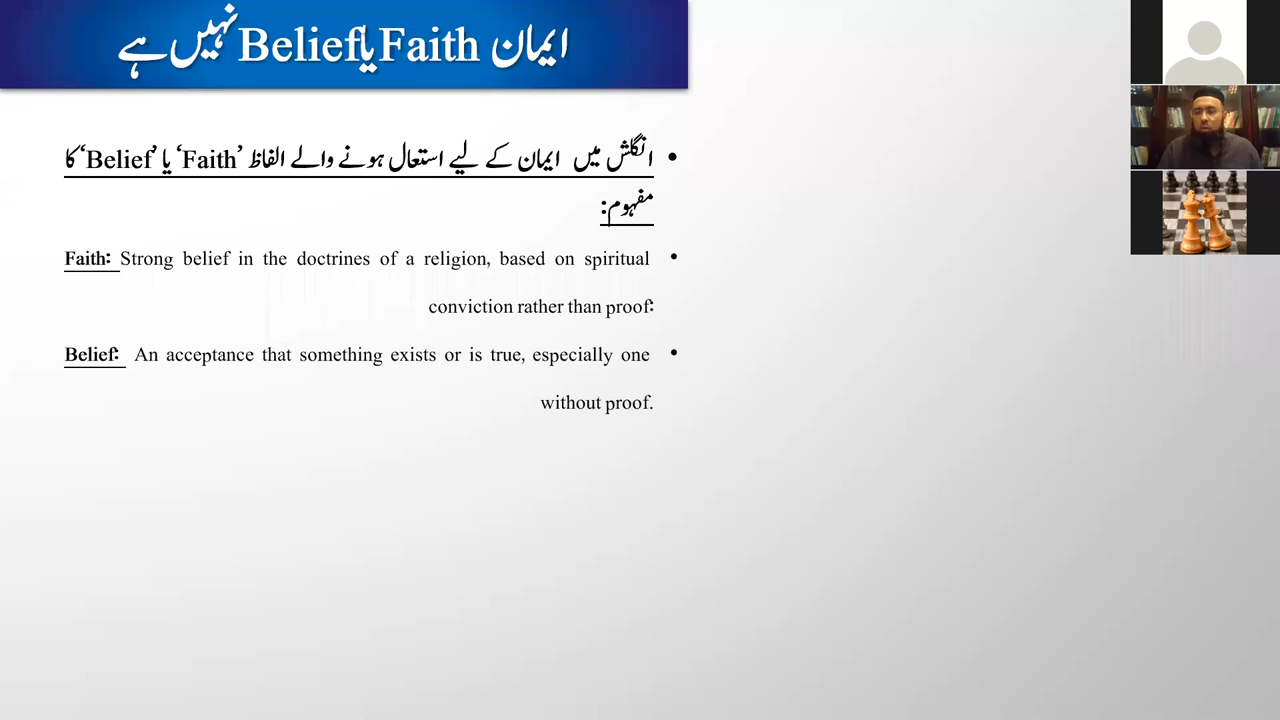 ایمان Faith یا Belief نہیں ہے
• انگلش میں ایمان کے لیے استعمال ہونے والے الفاظ ’Faith‘ یا ’Belief‘ کا
مفہوم:
• Faith: Strong belief in the doctrines of a religion, based on spiritual
conviction rather than proof:
• Belief: An acceptance that something exists or is true, especially one
without proof.